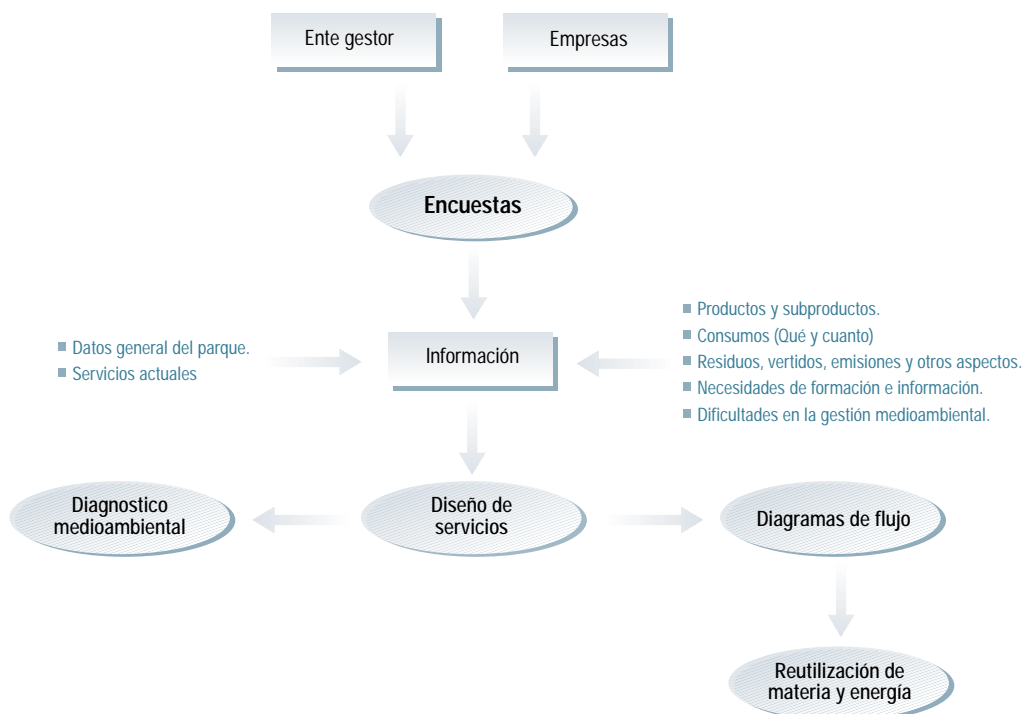 Ente gestor
Empresas
Encuestas
Datos general del parque.
Servicios actuales
Información
Productos y subproductos.
Consumos (Qué y cuanto)
Residuos, vertidos, emisiones y otros aspectos.
Necesidades de formación e información.
Dificultades en la gestión medioambiental.
Diagnostico
medioambiental
Diseño de
servicios
Diagramas de flujo
Reutilización de
materia y energía